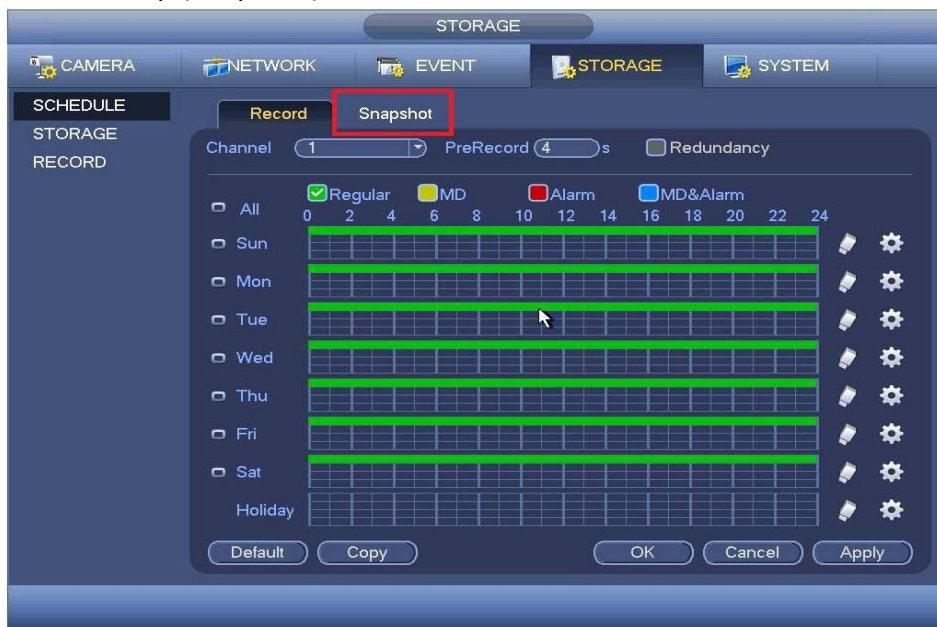 STORAGE
CAMERA NETWORK EVENT STORAGE SYSTEM
SCHEDULE
STORAGE
RECORD
Record Snapshot
Channel 1 PreRecord 4 s Redundancy
Regular MD Alarm MD&Alarm
All 0 2 4 6 8 10 12 14 16 18 20 22 24
Sun
Mon
Tue
Wed
Thu
Fri
Sat
Holiday
Default Copy OK Cancel Apply